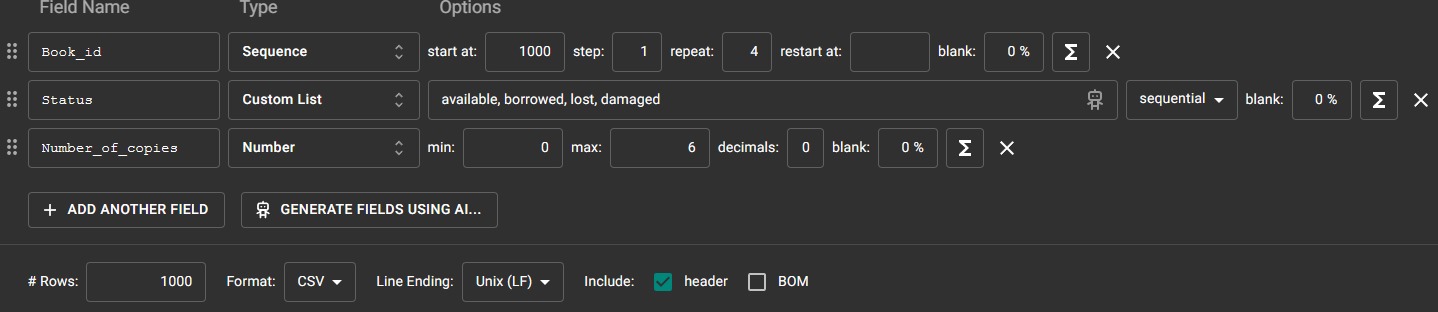 Field Name Type Options
Book_id Sequence start at: 1000 step: 1 repeat: 4 restart at: blank: 0 % Σ
Status Custom List available, borrowed, lost, damaged sequential blank: 0 % Σ
Number_of_copies Number min: 0 max: 6 decimals: 0 blank: 0 % Σ
+ ADD ANOTHER FIELD GENERATE FIELDS USING AI...
# Rows: 1000 Format: CSV Line Ending: Unix (LF) Include: header BOM